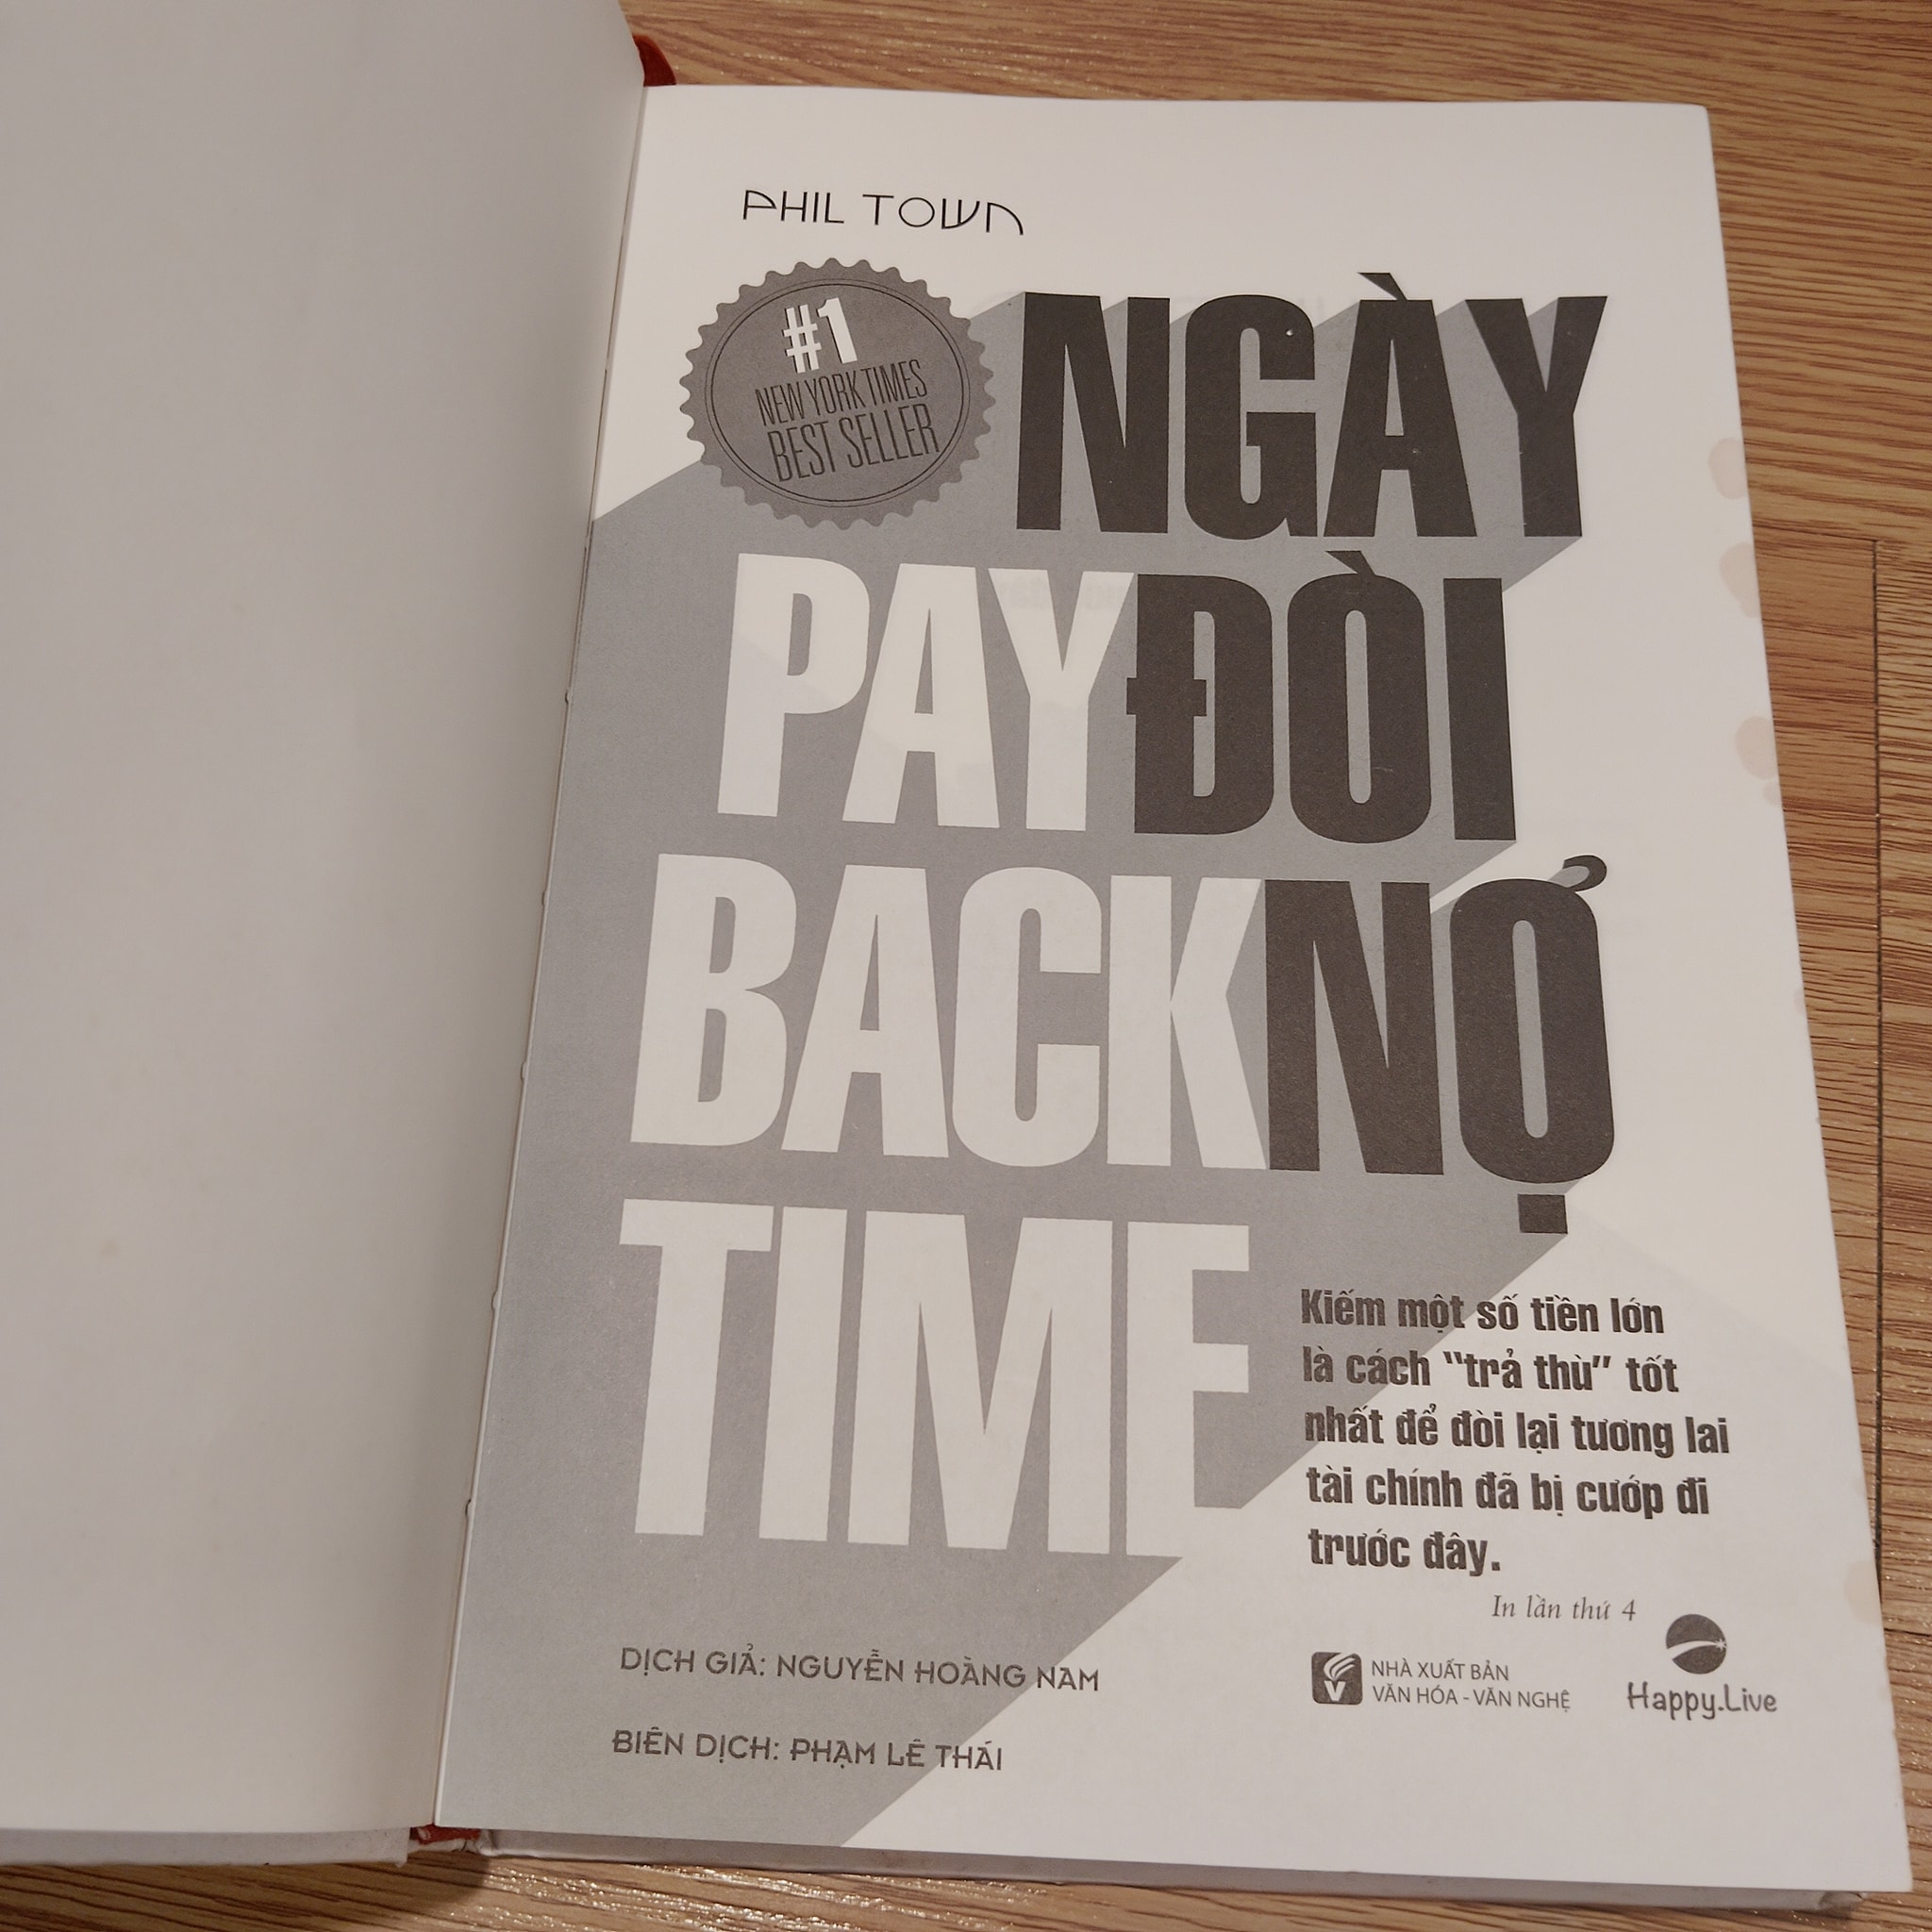 PHIL TOWN
#1
NEW YORK TIMES
BEST SELLER
NGÀY
PAY ĐÒI
BACK NỢ
TIME
Kiếm một số tiền lớn
là cách “trả thù” tốt
nhất để đòi lại tương lai
tài chính đã bị cướp đi
trước đây.
In lần thứ 4
DỊCH GIẢ: NGUYỄN HOÀNG NAM
BIÊN DỊCH: PHẠM LÊ THÁI
NHÀ XUẤT BẢN
VĂN HÓA - VĂN NGHỆ
Happy.Live